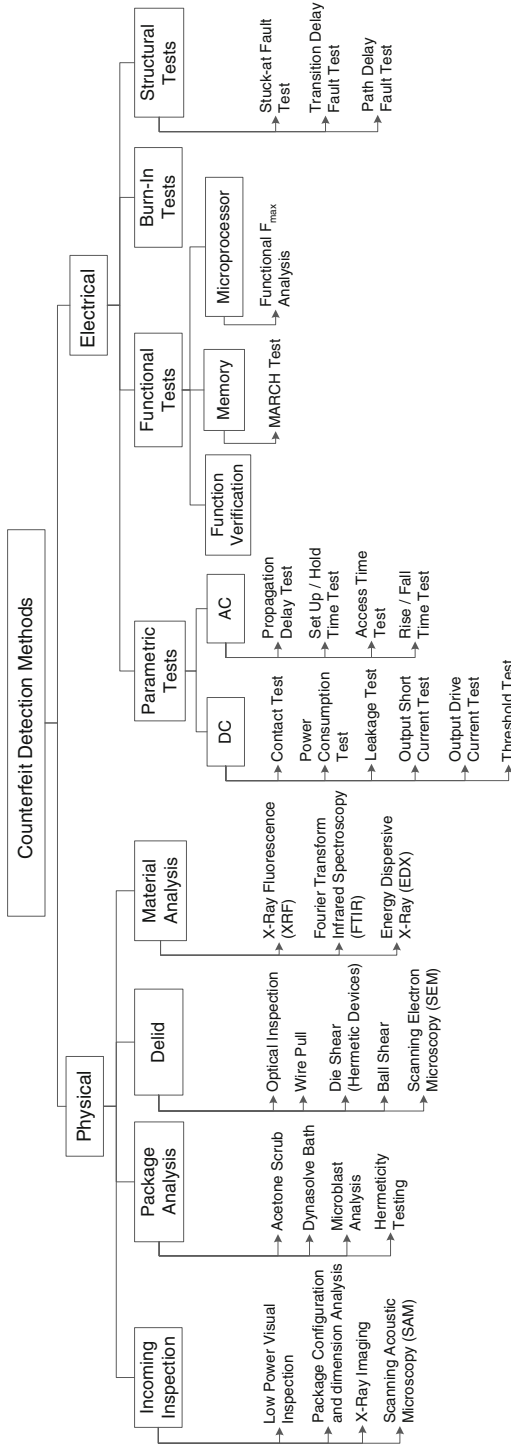 Counterfeit Detection Methods
Physical
Electrical
Incoming
Inspection
Package
Analysis
Delid
Material
Analysis
Parametric
Tests
Functional
Tests
Burn-In
Tests
Structural
Tests
Low Power Visual
Inspection
Package Configuration
and dimension Analysis
X-Ray Imaging
Scanning Acoustic
Microscopy (SAM)
Acetone Scrub
Dynasolve Bath
Microblast
Analysis
Hermeticity
Testing
Optical Inspection
Wire Pull
Die Shear
(Hermetic Devices)
Ball Shear
Scanning Electron
Microscopy (SEM)
X-Ray Fluorescence
(XRF)
Fourier Transform
Infrared Spectroscopy
(FTIR)
Energy Dispersive
X-Ray (EDX)
DC
Contact Test
Power
Consumption
Test
Leakage Test
Output Short
Current Test
Output Drive
Current Test
Threshold Test
AC
Propagation
Delay Test
Set Up / Hold
Time Test
Access Time
Test
Rise / Fall
Time Test
Function
Verification
Memory
MARCH Test
Microprocessor
Functional Fmax
Analysis
Stuck-at Fault
Test
Transition Delay
Fault Test
Path Delay
Fault Test